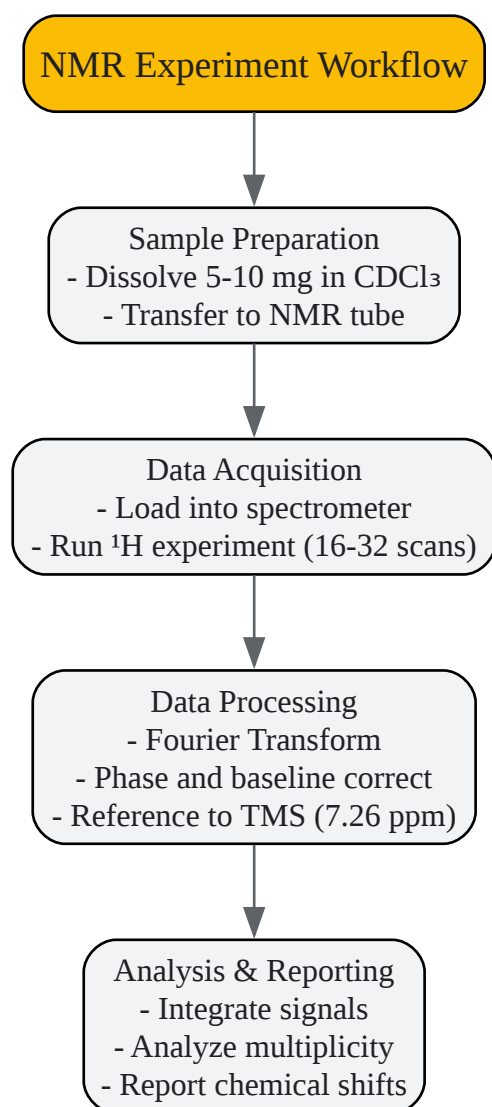 NMR Experiment Workflow
Sample Preparation
- Dissolve 5-10 mg in CDCl₃
- Transfer to NMR tube
Data Acquisition
- Load into spectrometer
- Run ¹H experiment (16-32 scans)
Data Processing
- Fourier Transform
- Phase and baseline correct
- Reference to TMS (7.26 ppm)
Analysis & Reporting
- Integrate signals
- Analyze multiplicity
- Report chemical shifts